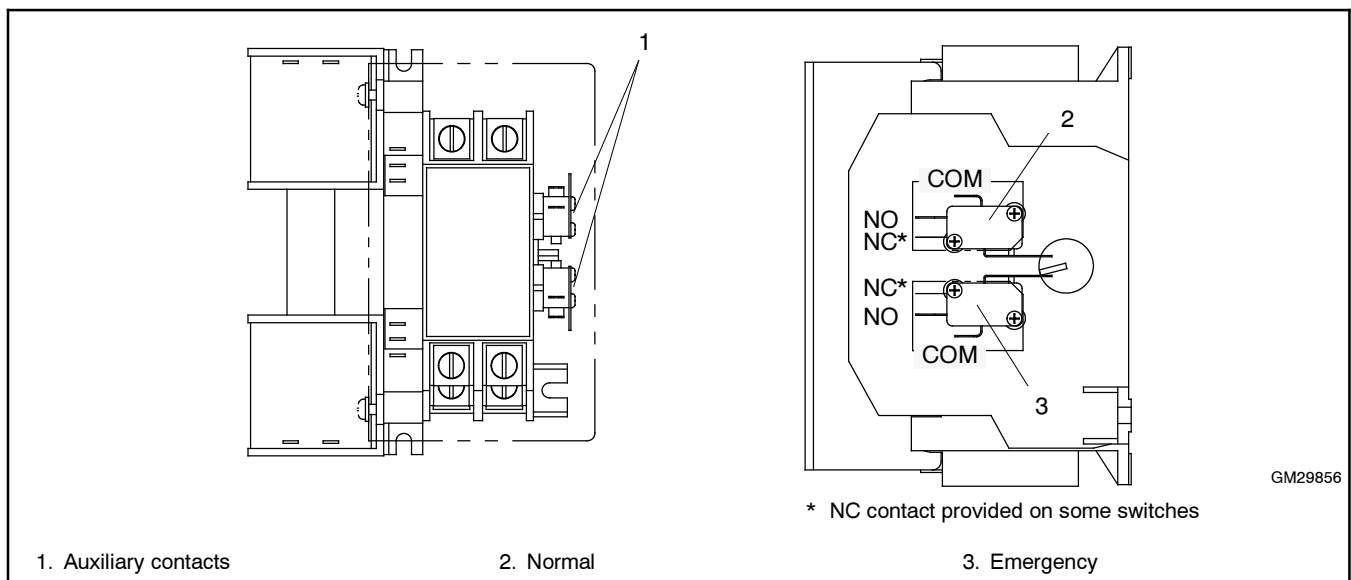 1
2
COM
NO
NC*
NC*
NO
COM
3
GM29856
* NC contact provided on some switches
1. Auxiliary contacts 2. Normal 3. Emergency